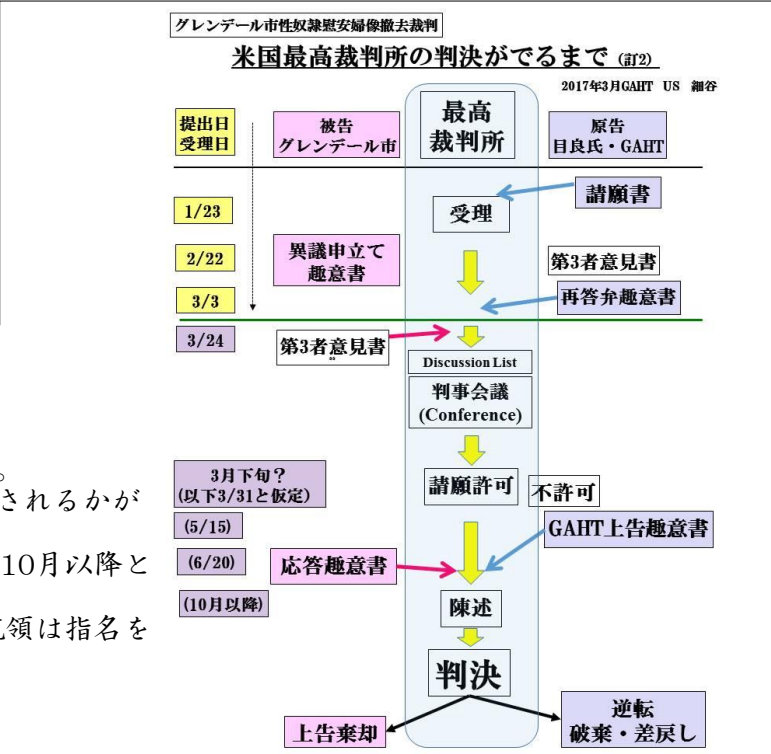 グレンデール市性奴隷慰安婦像撤去裁判
米国最高裁判所の判決がでるまで (訂2)
2017年3月GAHT US 細谷
提出日
受理日
被告
グレンデール市
最高
裁判所
原告
目良氏・GAHT
請願書
1/23
受理
2/22
異議申立て
趣意書
第3者意見書
3/3
再答弁趣意書
3/24
第3者意見書
Discussion List
判事会議
(Conference)
3月下旬?
(以下3/31と仮定)
請願許可
不許可
(5/15)
GAHT上告趣意書
(6/20)
応答趣意書
(10月以降)
陳述
判決
上告棄却
逆転
破棄・差戻し
。
されるかが
10月以降と
領は指名を